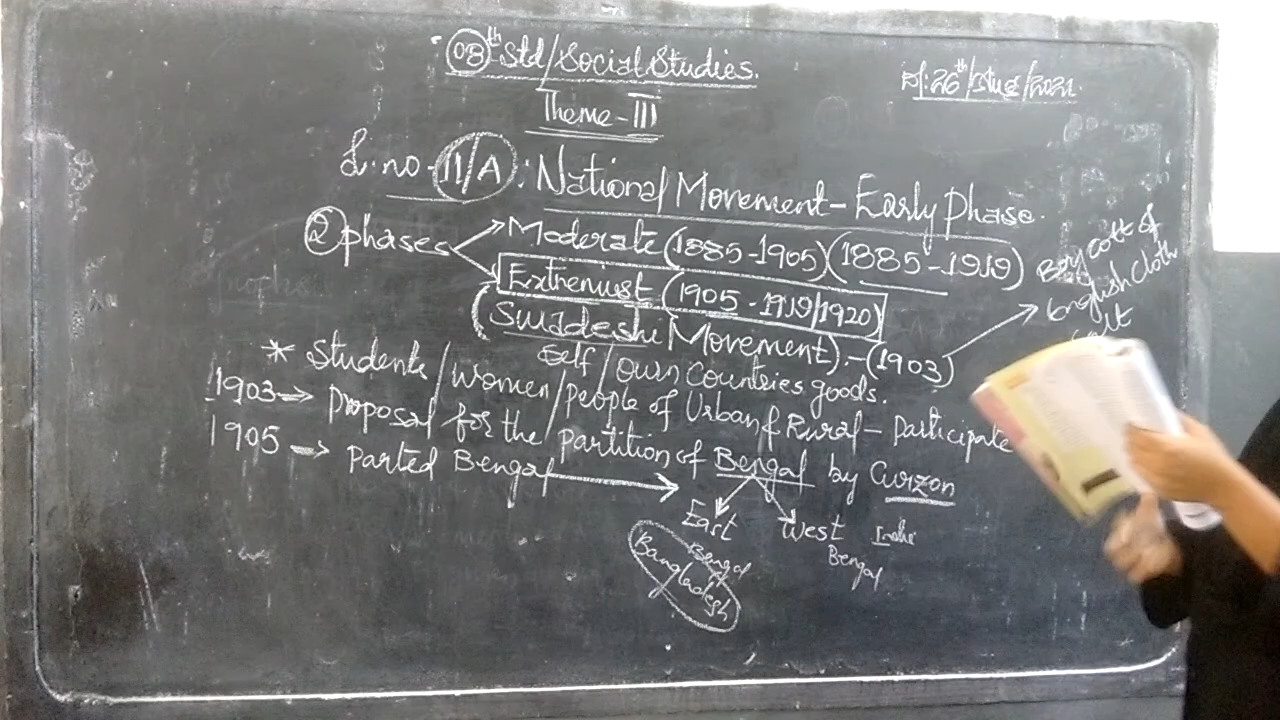 08th Std/Social Studies.
Dt: 26th/Aug/2021.
Theme - III
L.no - 11/A : National Movement - Early Phase.
2 phases Moderate (1885-1905) (1885-1919)
Extremist (1905 - 1919/1920)
(Swadeshi Movement). - (1903)
Boycott of
English Cloth
Salt
Self / Own Countries goods.
* Students / Women / people of Urban & Rural - participate
1903 => Proposal for the partition of Bengal by Curzon
1905 => parted Bengal
East West India
Bengal Bengal
Bangladesh